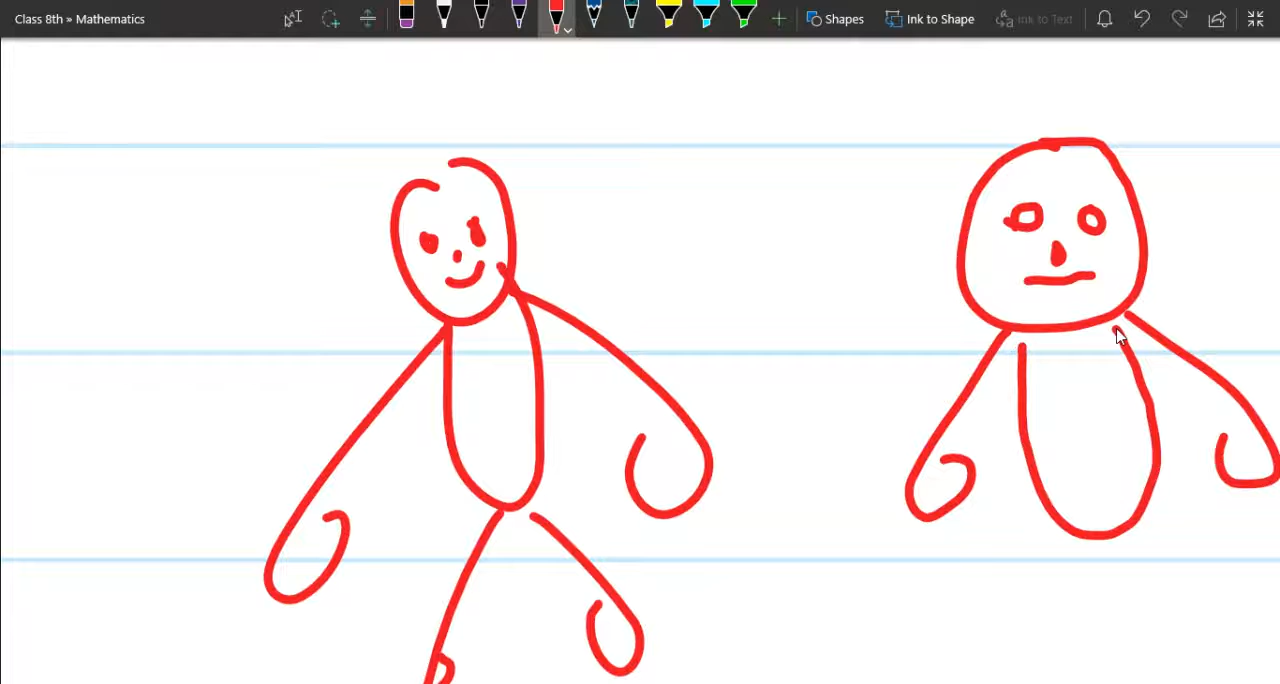 Class 8th » Mathematics
Shapes
Ink to Shape
Ink to Text